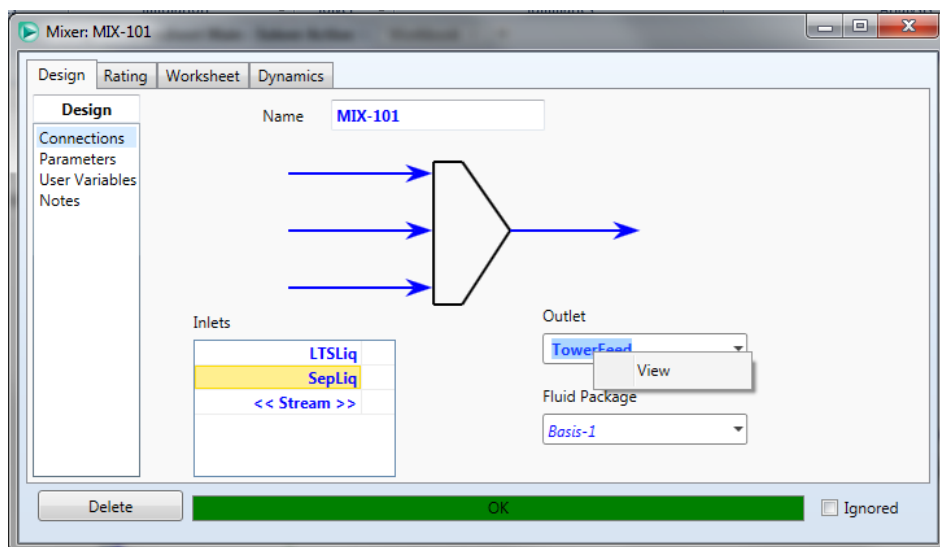 Mixer: MIX-101
Design Rating Worksheet Dynamics
Design
Connections
Parameters
User Variables
Notes
Name MIX-101
Inlets
LTSLiq
SepLiq
<< Stream >>
Outlet
TowerFeed
View
Fluid Package
Basis-1
Delete
OK
Ignored